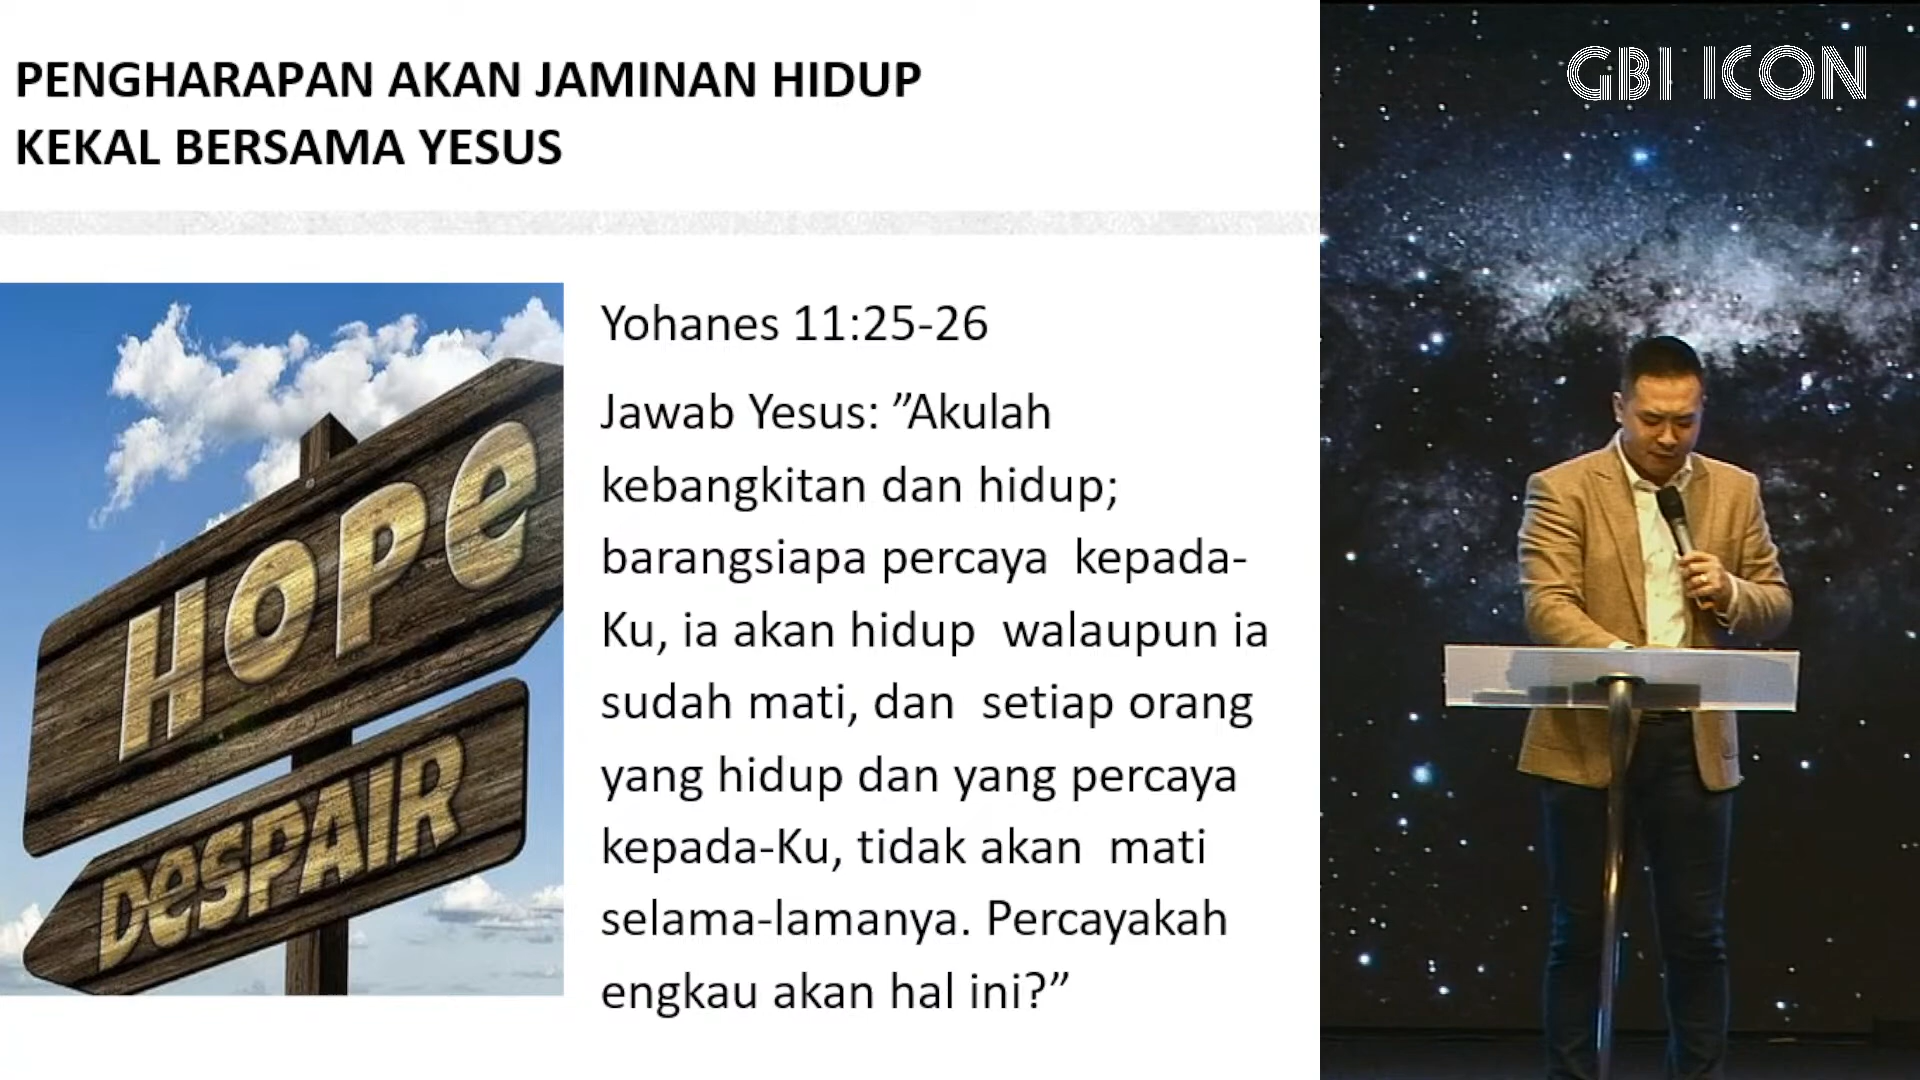 PENGHARAPAN AKAN JAMINAN HIDUP
KEKAL BERSAMA YESUS
GBI ICON
HOPe
DeSPAIR
Yohanes 11:25-26
Jawab Yesus: ”Akulah
kebangkitan dan hidup;
barangsiapa percaya  kepada-
Ku, ia akan hidup  walaupun ia
sudah mati, dan  setiap orang
yang hidup dan yang percaya
kepada-Ku, tidak akan  mati
selama-lamanya. Percayakah
engkau akan hal ini?”